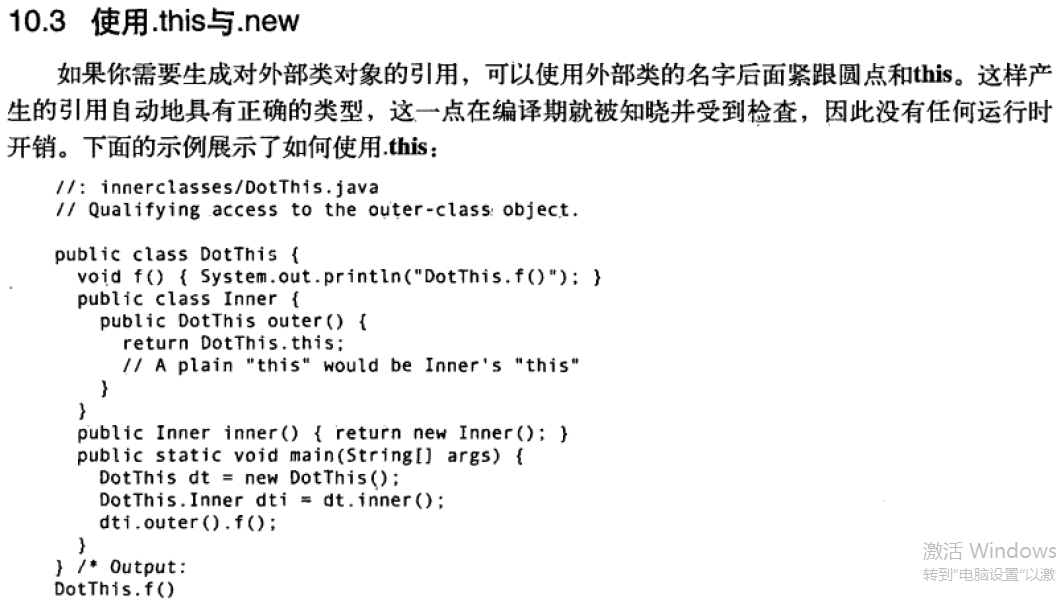 10.3 使用.this与.new
如果你需要生成对外部类对象的引用，可以使用外部类的名字后面紧跟圆点和this。这样产
生的引用自动地具有正确的类型，这一点在编译期就被知晓并受到检查，因此没有任何运行时
开销。下面的示例展示了如何使用.this：
//: innerclasses/DotThis.java
// Qualifying access to the outer-class object.
public class DotThis {
void f() { System.out.println("DotThis.f()"); }
public class Inner {
public DotThis outer() {
return DotThis.this;
// A plain "this" would be Inner's "this"
}
}
public Inner inner() { return new Inner(); }
public static void main(String[] args) {
DotThis dt = new DotThis();
DotThis.Inner dti = dt.inner();
dti.outer().f();
}
} /* Output:
DotThis.f()
激活 Windows
转到"电脑设置"以激